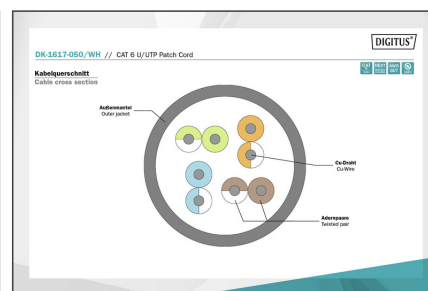 DIGITUS®
DK-1617-050/WH // CAT 6 U/UTP Patch Cord
Kabelquerschnitt
Cable cross section
Außenmantel
Outer jacket
Cu-Draht
Cu-Wire
Adernpaare
Twisted pair